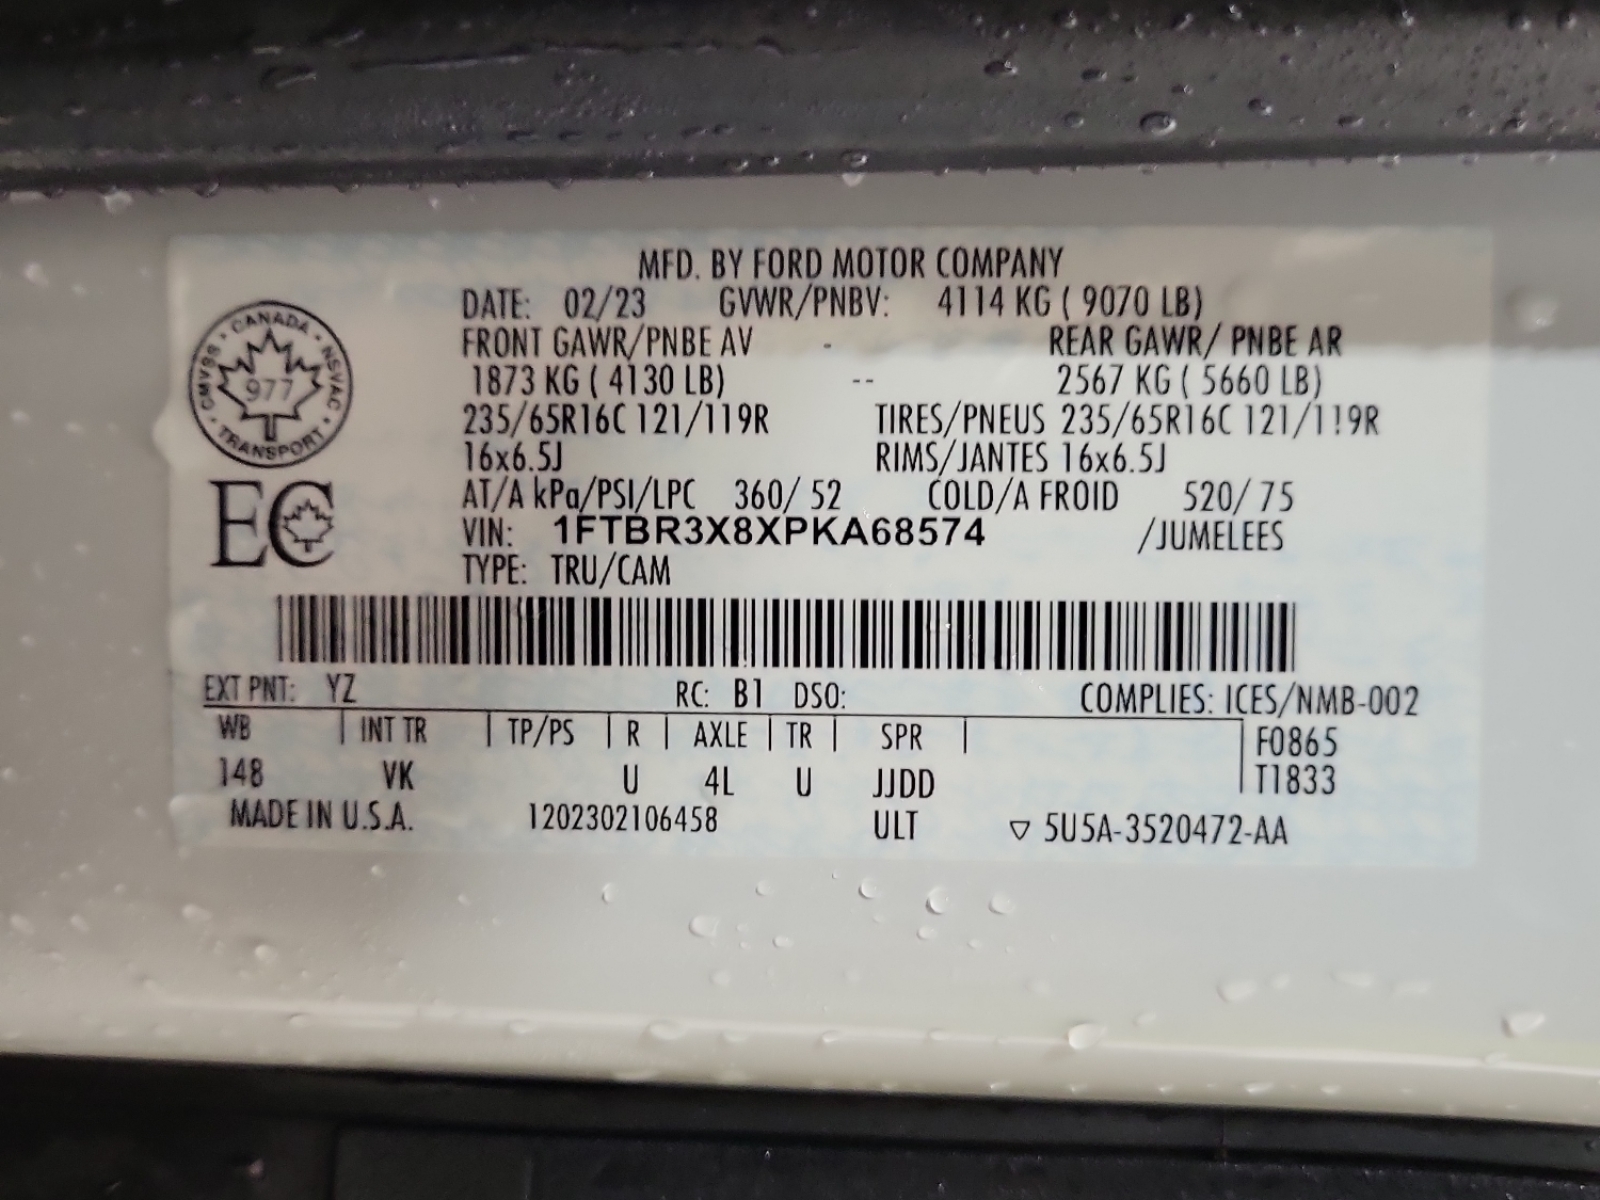 MFD. BY FORD MOTOR COMPANY
DATE: 02/23 GVWR/PNBV: 4114 KG ( 9070 LB)
FRONT GAWR/PNBE AV - REAR GAWR/ PNBE AR
1873 KG ( 4130 LB) -- 2567 KG ( 5660 LB)
235/65R16C 121/119R TIRES/PNEUS 235/65R16C 121/119R
16x6.5J RIMS/JANTES 16x6.5J
AT/A kPa/PSI/LPC 360/ 52 COLD/A FROID 520/ 75
VIN: 1FTBR3X8XPKA68574 /JUMELEES
TYPE: TRU/CAM
CANADA · NSVAC · TRANSPORT · CMVSS ·
977
EC
EXT PNT: YZ RC: B1 DSO: COMPLIES: ICES/NMB-002
WB | INT TR | TP/PS | R | AXLE | TR | SPR | F0865
148 VK U 4L U JJDD T1833
MADE IN U.S.A. 1202302106458 ULT ▽ 5U5A-3520472-AA